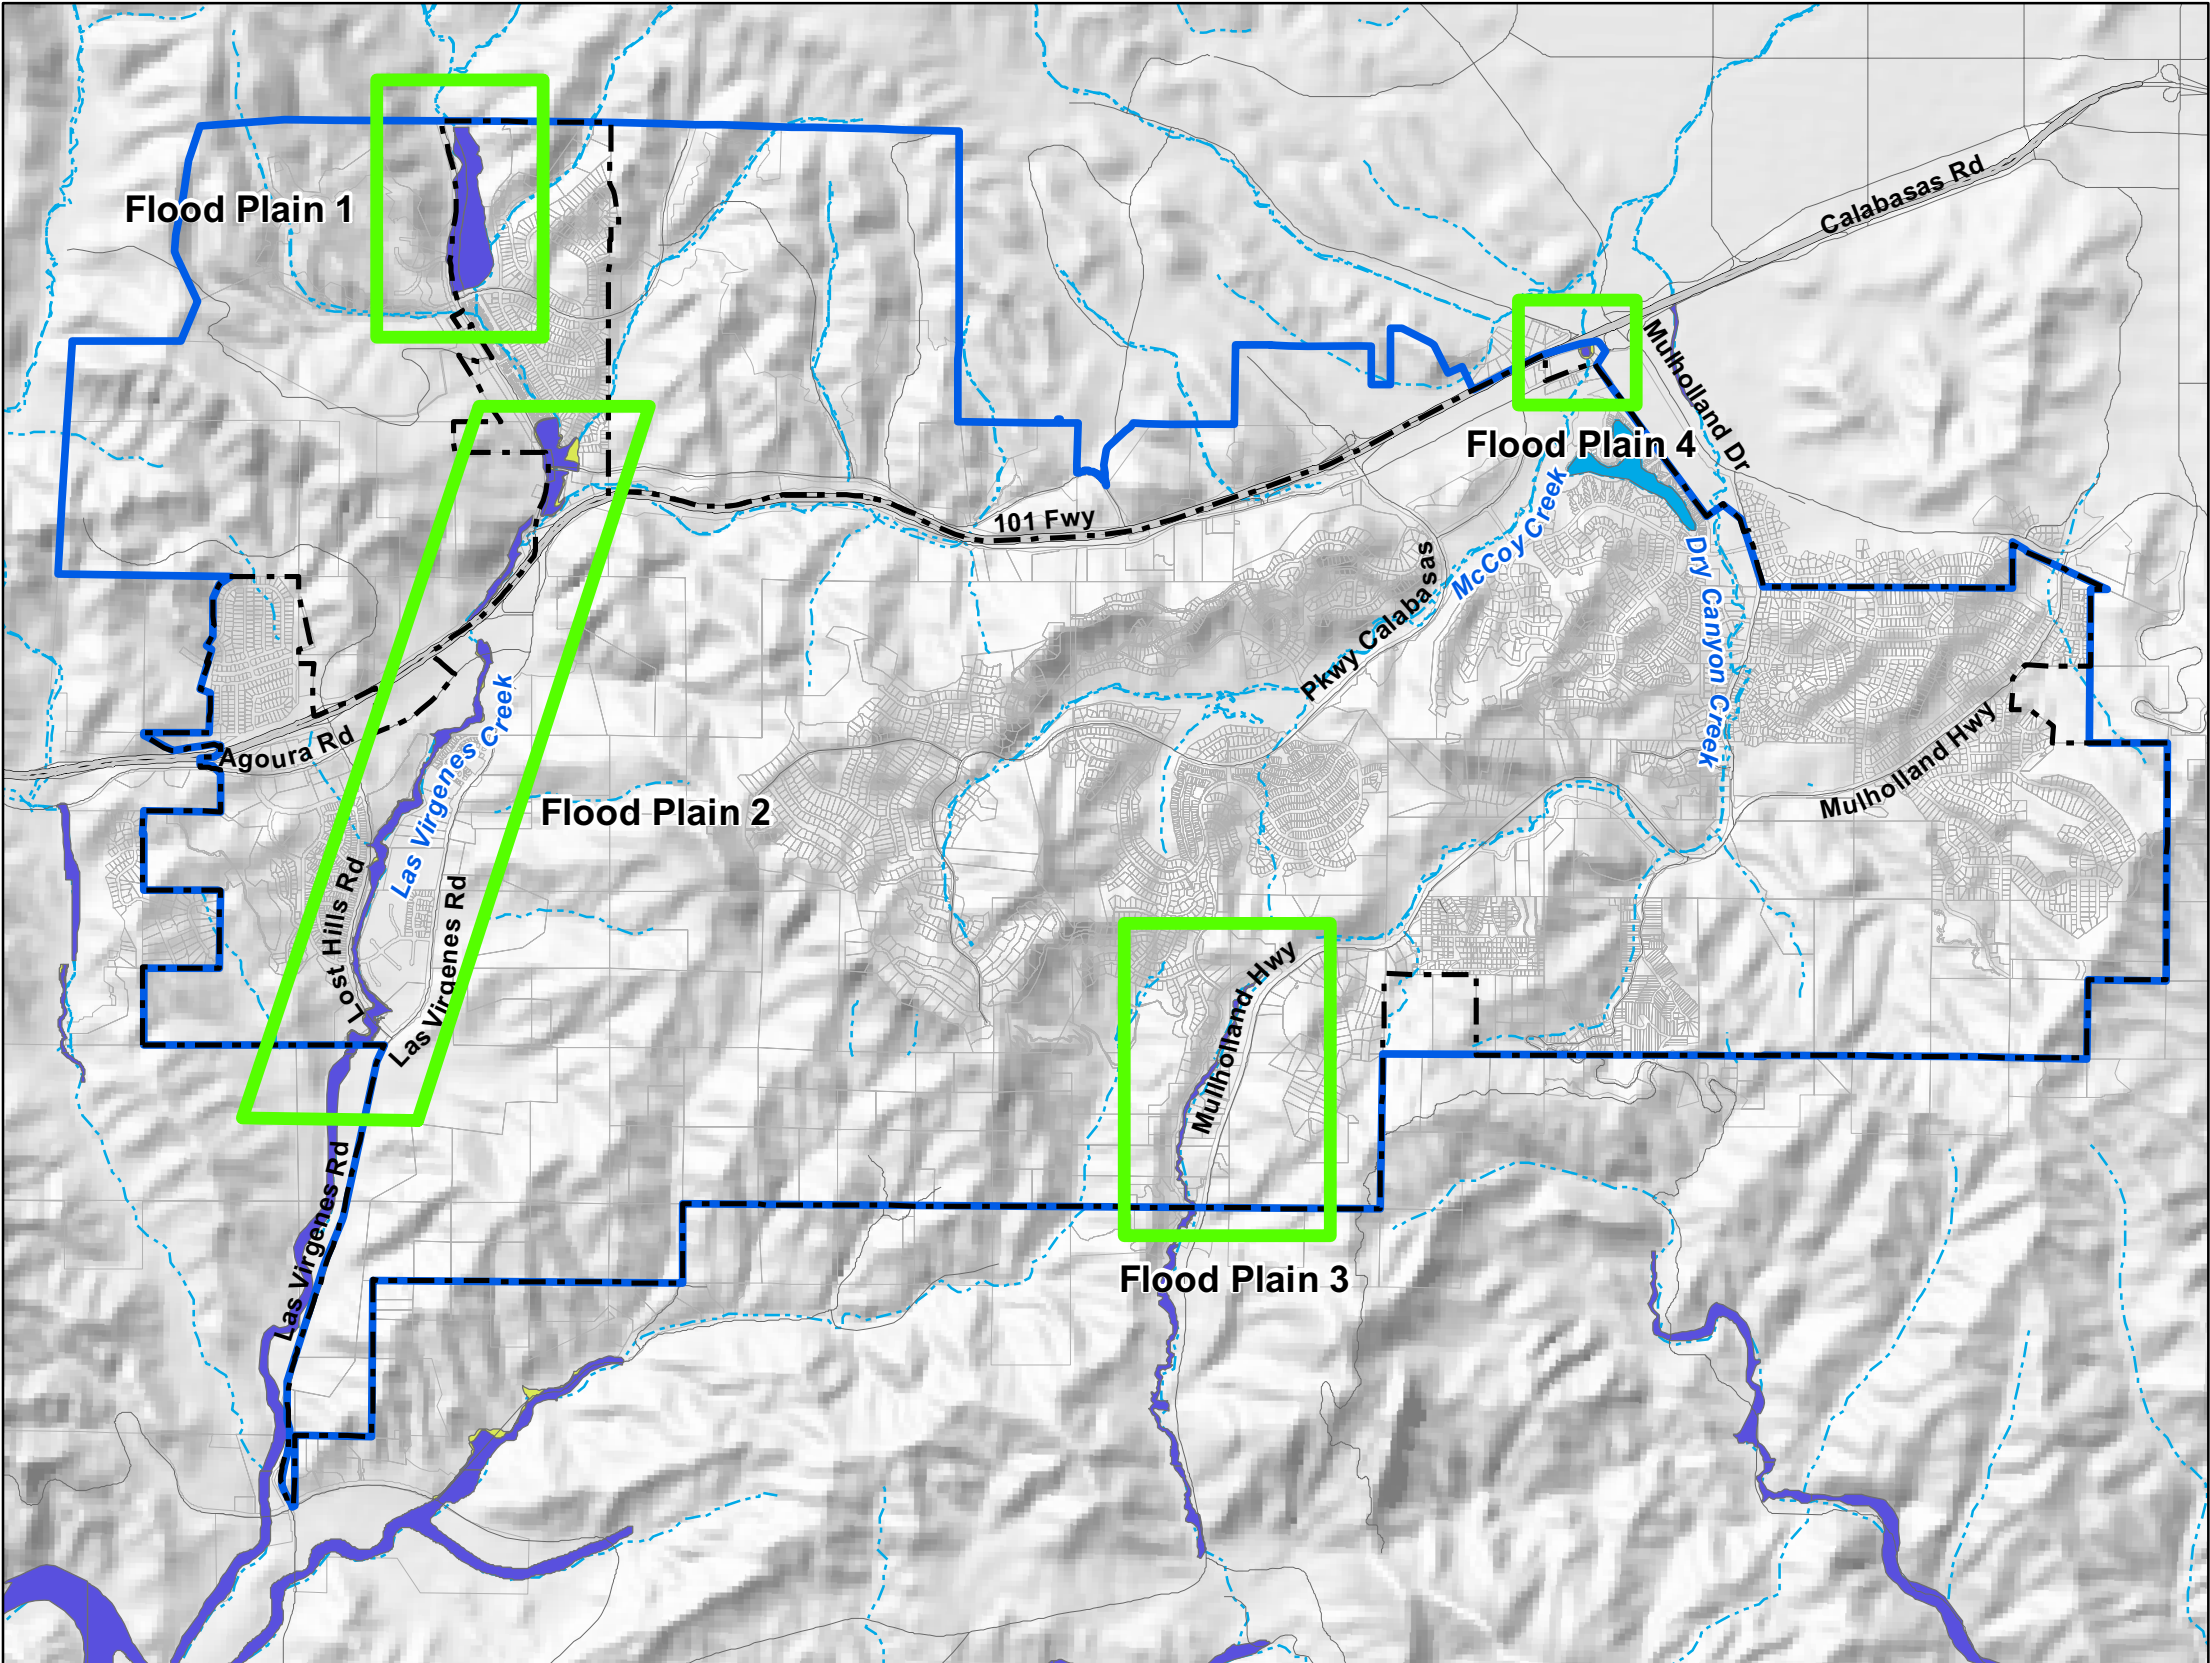 Calabasas Rd
Flood Plain 1
Mulholland Dr
Flood Plain 4
101 Fwy
McCoy Creek
Pkwy Calabasas
Dry Canyon Creek
Las Virgenes Creek
Agoura Rd
Mulholland Hwy
Flood Plain 2
Lost Hills Rd
Las Virgenes Rd
Mulholland Hwy
Las Virgenes Rd
Flood Plain 3